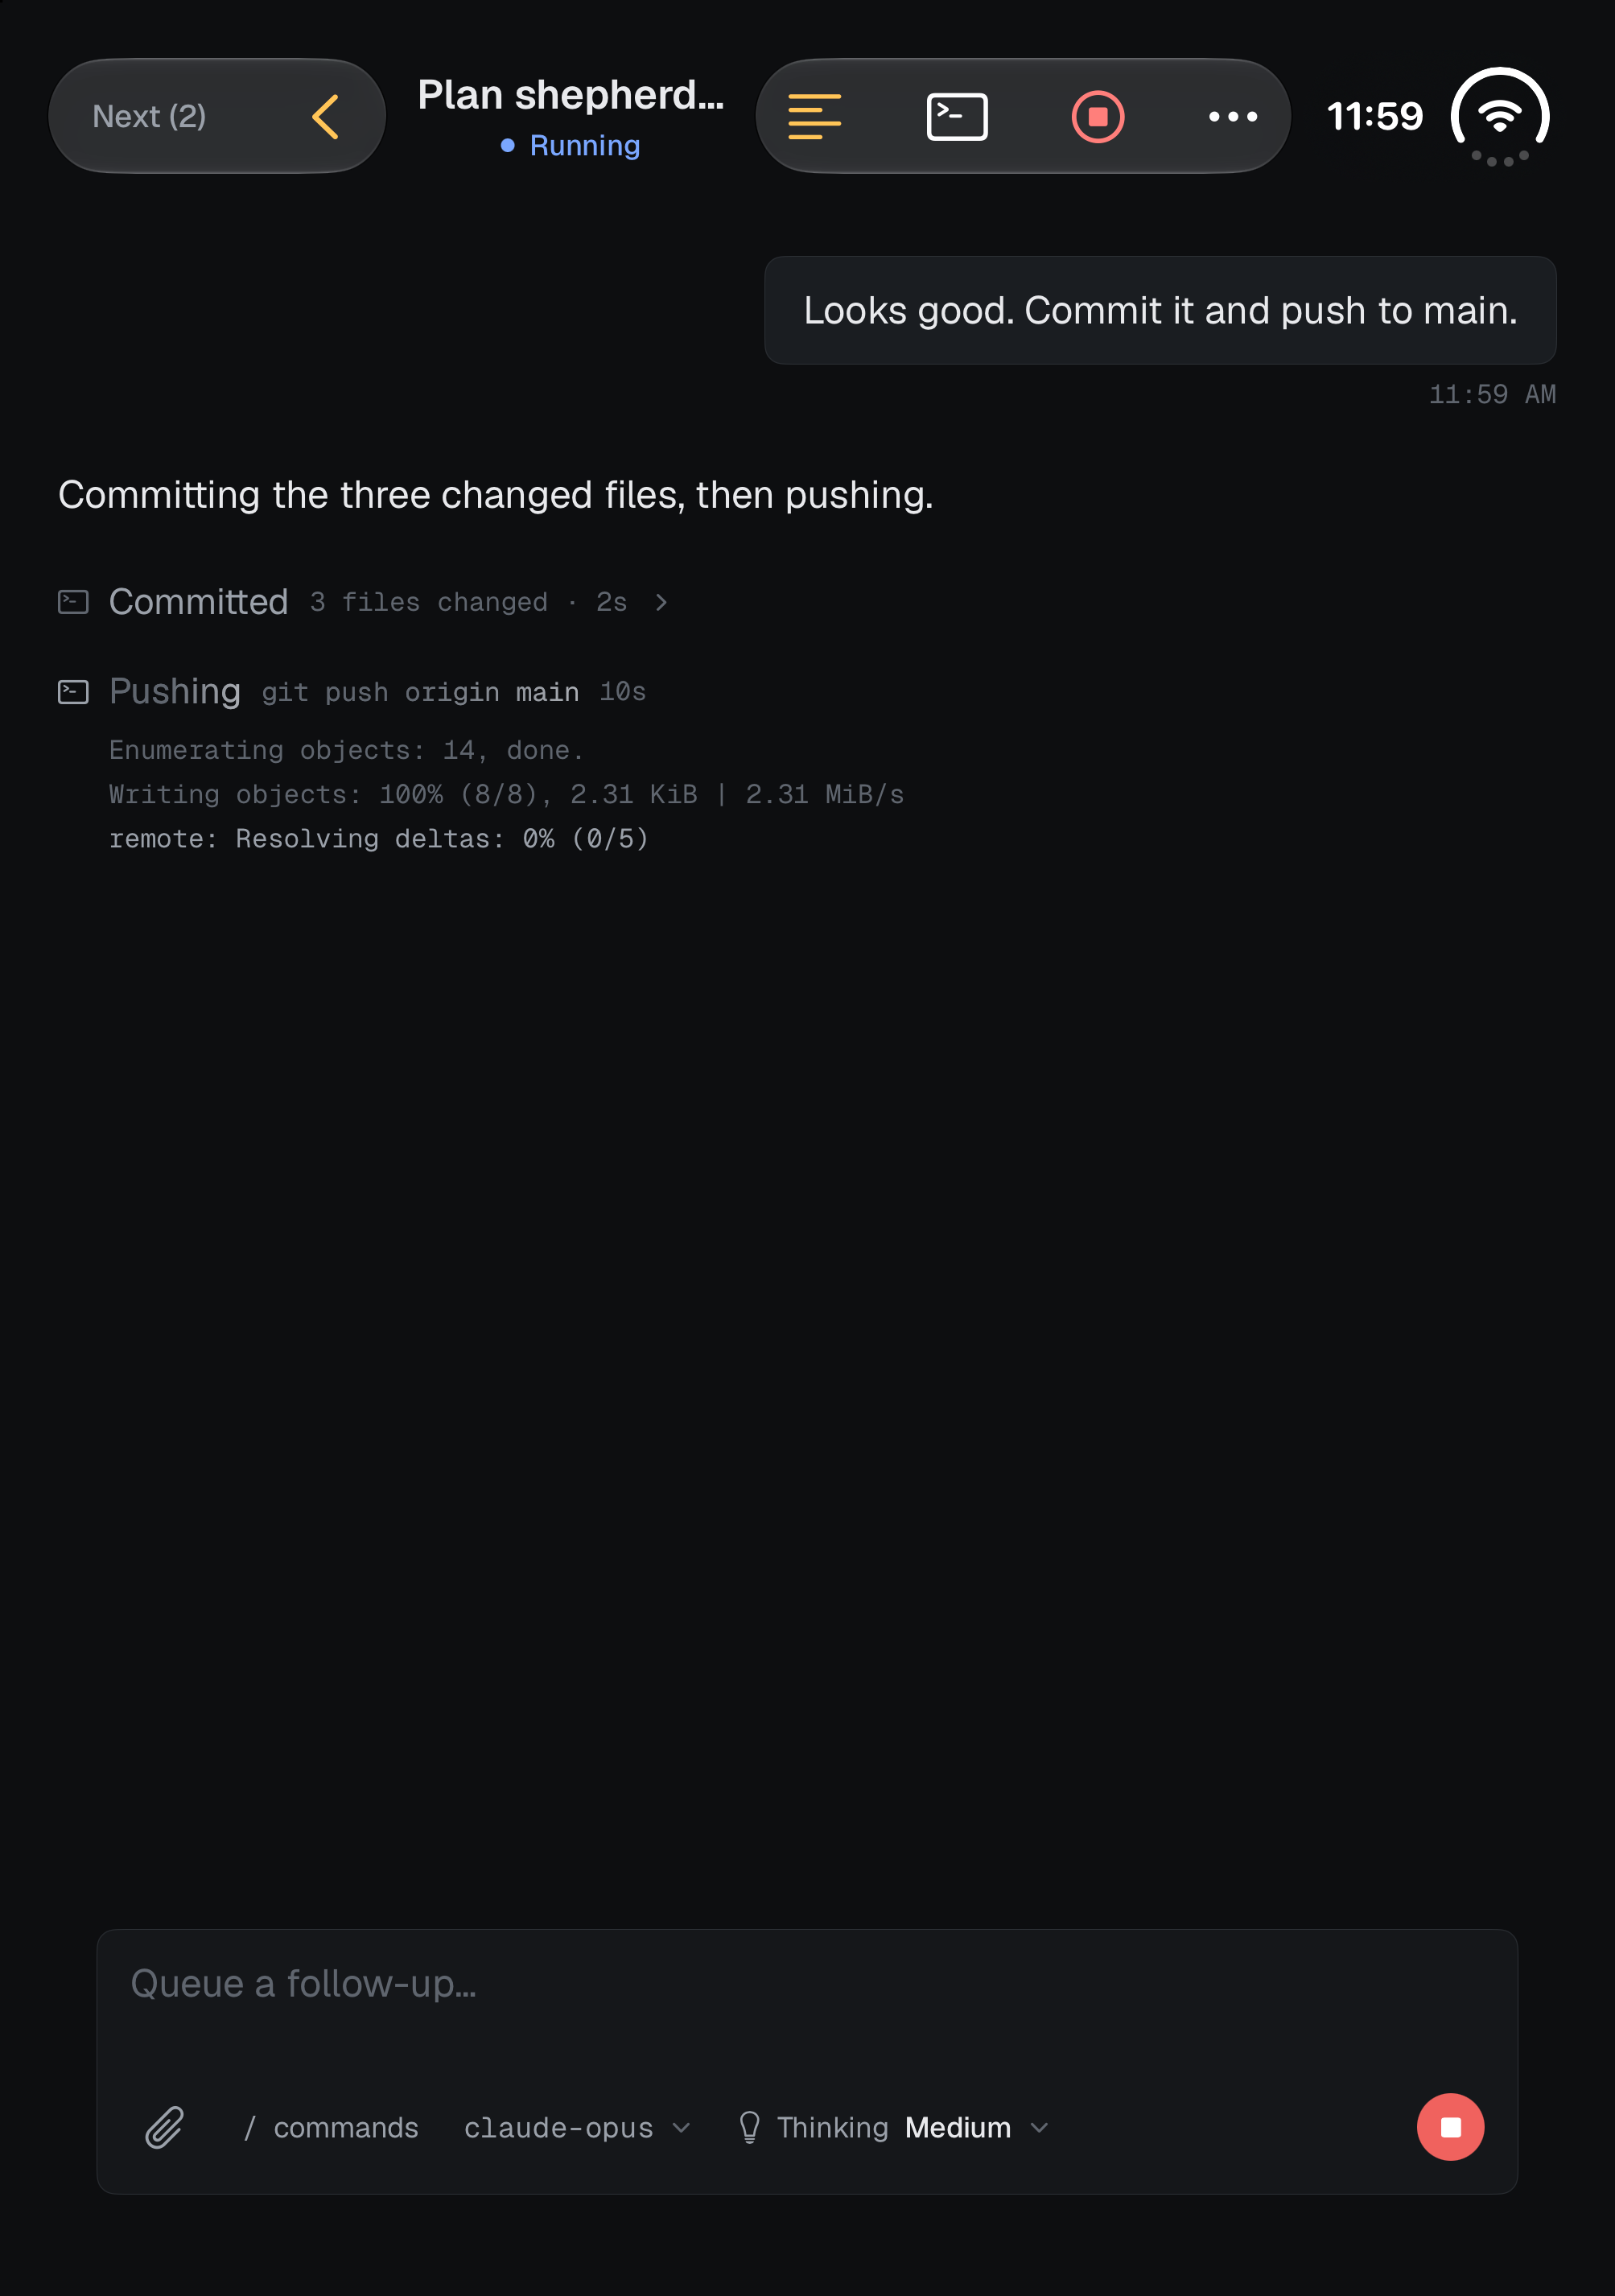 Next (2)
Plan shepherd…
Running
11:59
Looks good. Commit it and push to main.
11:59 AM
Committing the three changed files, then pushing.
Committed 3 files changed · 2s
Pushing git push origin main 10s
Enumerating objects: 14, done.
Writing objects: 100% (8/8), 2.31 KiB | 2.31 MiB/s
remote: Resolving deltas: 0% (0/5)
Queue a follow-up…
/ commands claude-opus Thinking Medium